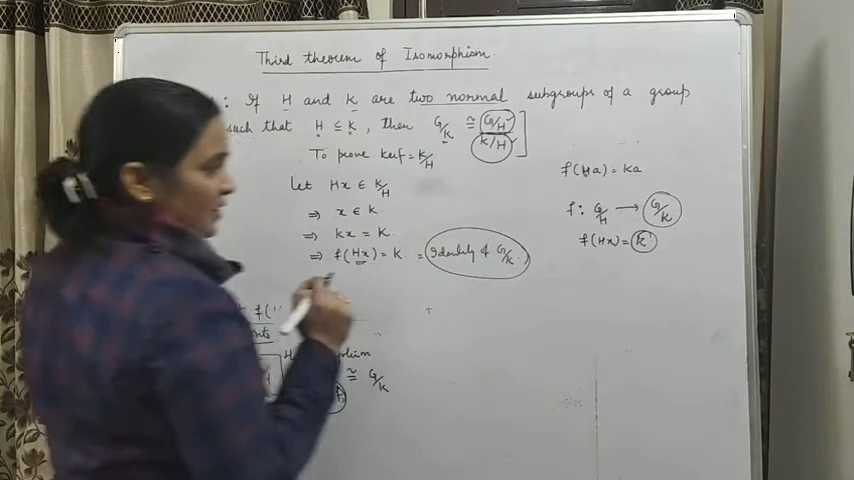 Third theorem of Isomorphism
: If H and K are two normal subgroups of a group
such that H ⊆ K, then G/K ≅ G/H / K/H
To prove kerf = K/H
Let Hx ∈ K/H
⇒ x ∈ K
⇒ Kx = K
⇒ f(Hx) = K = Identity of G/K
f(
≅ G/K
f(Ha) = Ka
f: G/H → G/K
f(Hx) = K